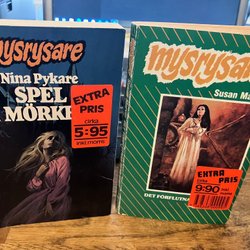 mysrysare
Nina Pykare
SPEL
MÖRKE
EXTRA
PRIS
cirka
5:95
inkl moms
mysrysare
Susan
EXTRA
PRIS
cirka
9:90
inkl
moms
DET FÖRFLUTNA